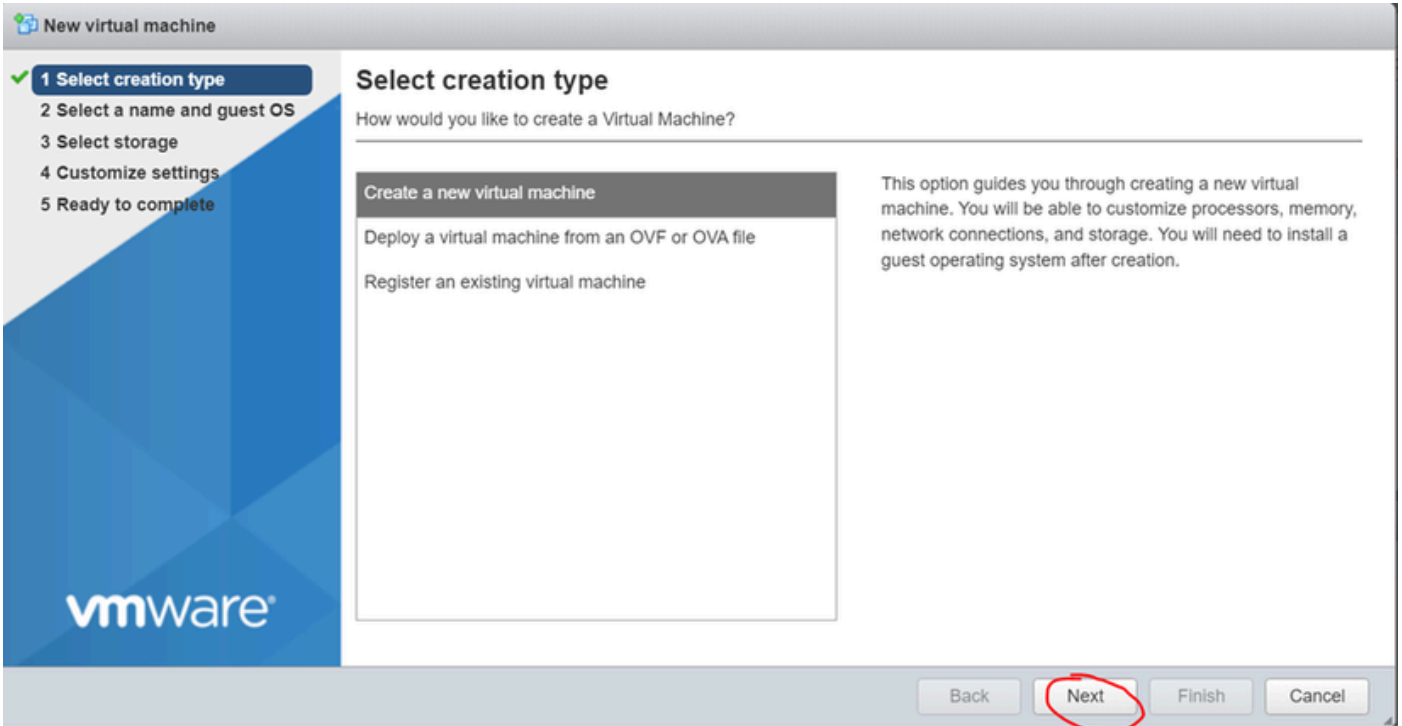 New virtual machine
1 Select creation type
2 Select a name and guest OS
3 Select storage
4 Customize settings
5 Ready to complete
vmware®
Select creation type
How would you like to create a Virtual Machine?
Create a new virtual machine
Deploy a virtual machine from an OVF or OVA file
Register an existing virtual machine
This option guides you through creating a new virtual
machine. You will be able to customize processors, memory,
network connections, and storage. You will need to install a
guest operating system after creation.
Back Next Finish Cancel